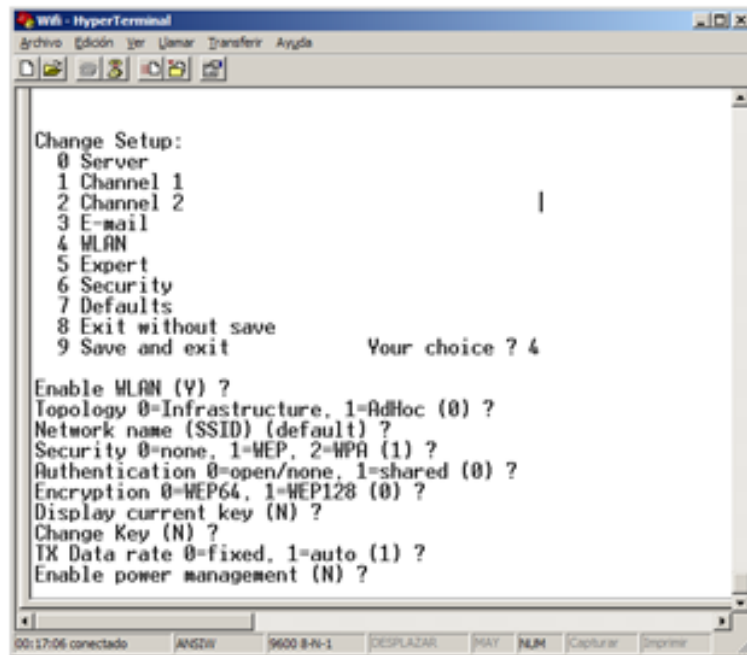 Wifi - HyperTerminal
Archivo Edición Ver Llamar Transferir Ayuda
Change Setup:
0 Server
1 Channel 1
2 Channel 2
3 E-mail
4 WLAN
5 Expert
6 Security
7 Defaults
8 Exit without save
9 Save and exit Your choice ? 4
Enable WLAN (Y) ?
Topology 0=Infrastructure, 1=AdHoc (0) ?
Network name (SSID) (default) ?
Security 0=none, 1=WEP, 2=WPA (1) ?
Authentication 0=open/none, 1=shared (0) ?
Encryption 0=WEP64, 1=WEP128 (0) ?
Display current key (N) ?
Change Key (N) ?
TX Data rate 0=fixed, 1=auto (1) ?
Enable power management (N) ?
00:17:06 conectado ANSIW 9600 8-N-1 DESPLAZAR MAY NUM Capturar Imprimir